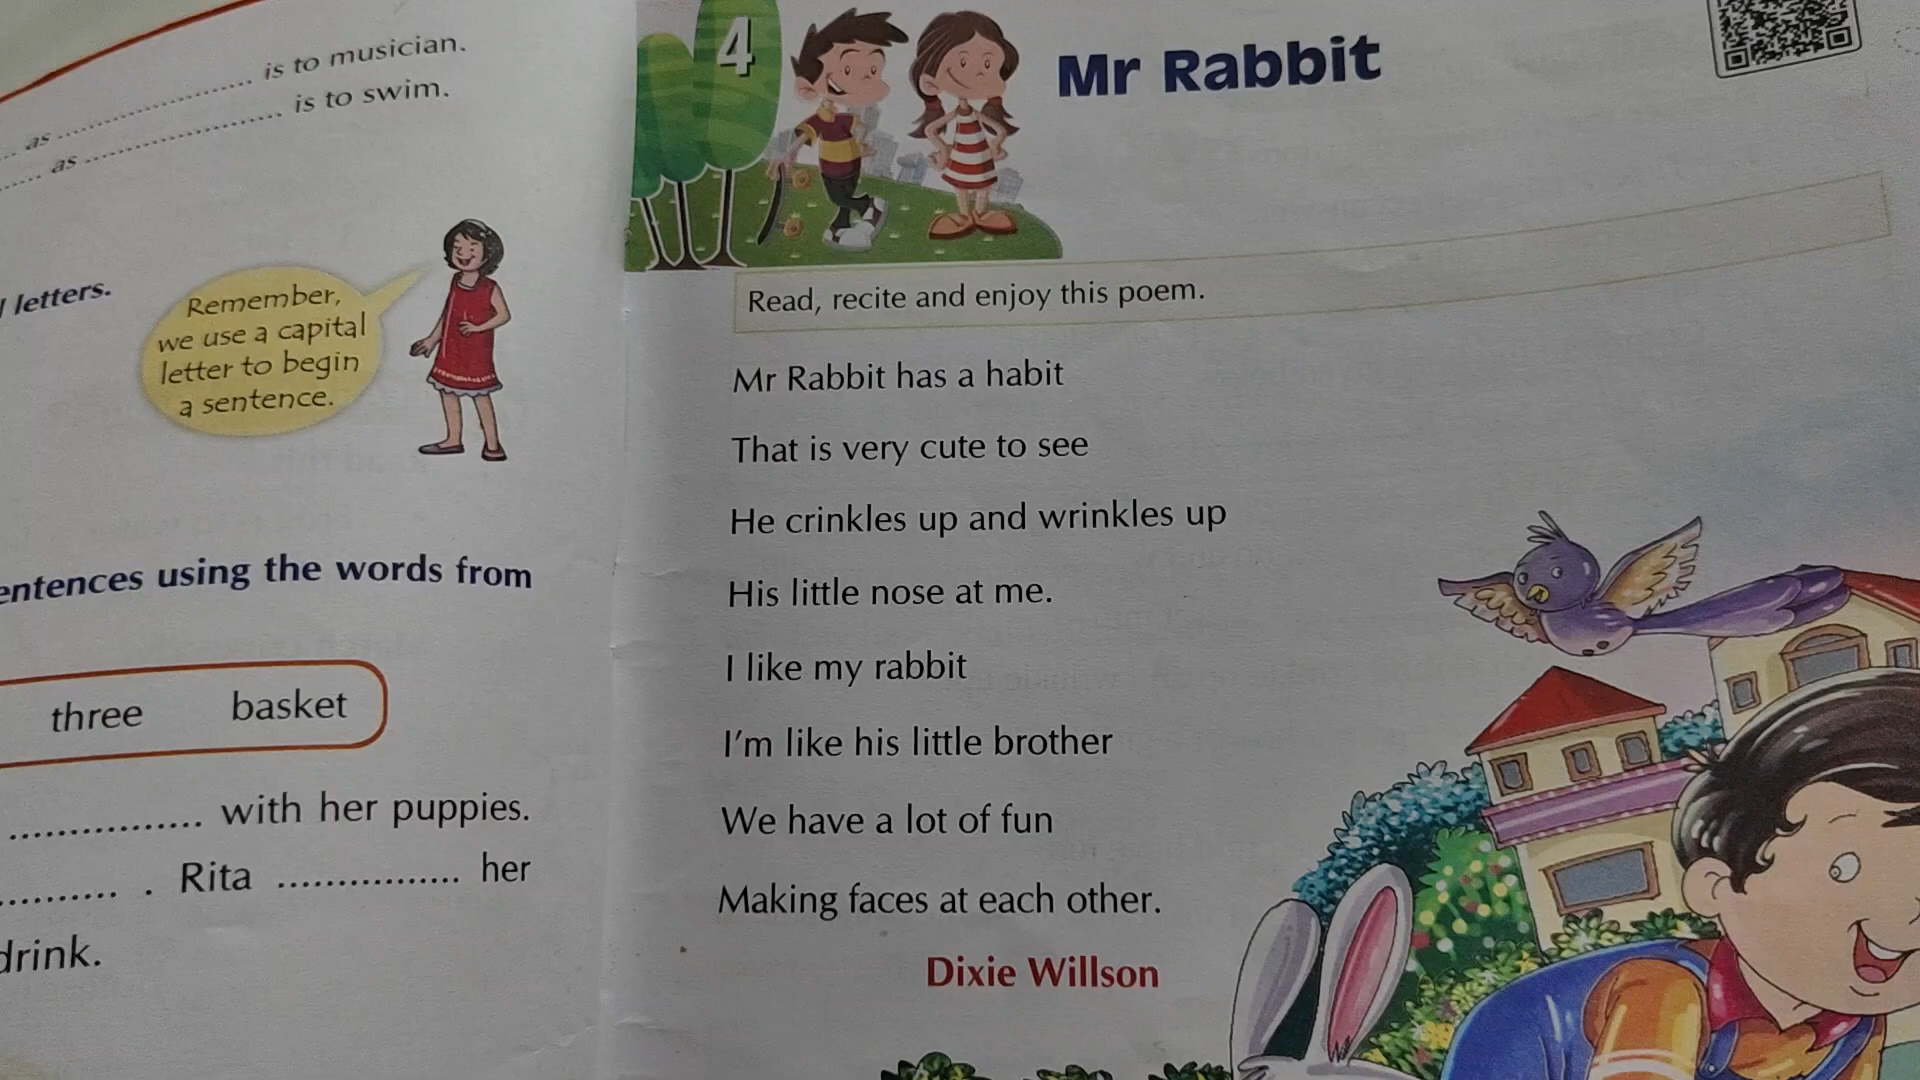 as ............ is to musician.
as ............ is to swim.
letters.
Remember,
we use a capital
letter to begin
a sentence.
using the words from
three basket
................ with her puppies.
............ . Rita ................ her
drink.
4
Mr Rabbit
Read, recite and enjoy this poem.
Mr Rabbit has a habit
That is very cute to see
He crinkles up and wrinkles up
His little nose at me.
I like my rabbit
I'm like his little brother
We have a lot of fun
Making faces at each other.
Dixie Willson